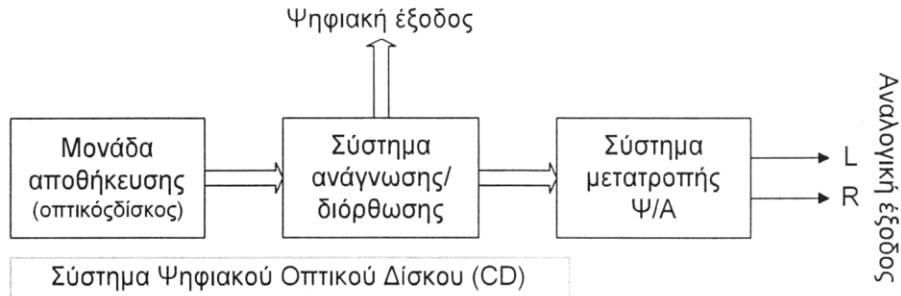 Ψηφιακή έξοδος
Μονάδα
αποθήκευσης
(οπτικόςδίσκος)
Σύστημα
ανάγνωσης/
διόρθωσης
Σύστημα
μετατροπής
Ψ/Α
L
R
Αναλογική έξοδος
Σύστημα Ψηφιακού Οπτικού Δίσκου (CD)